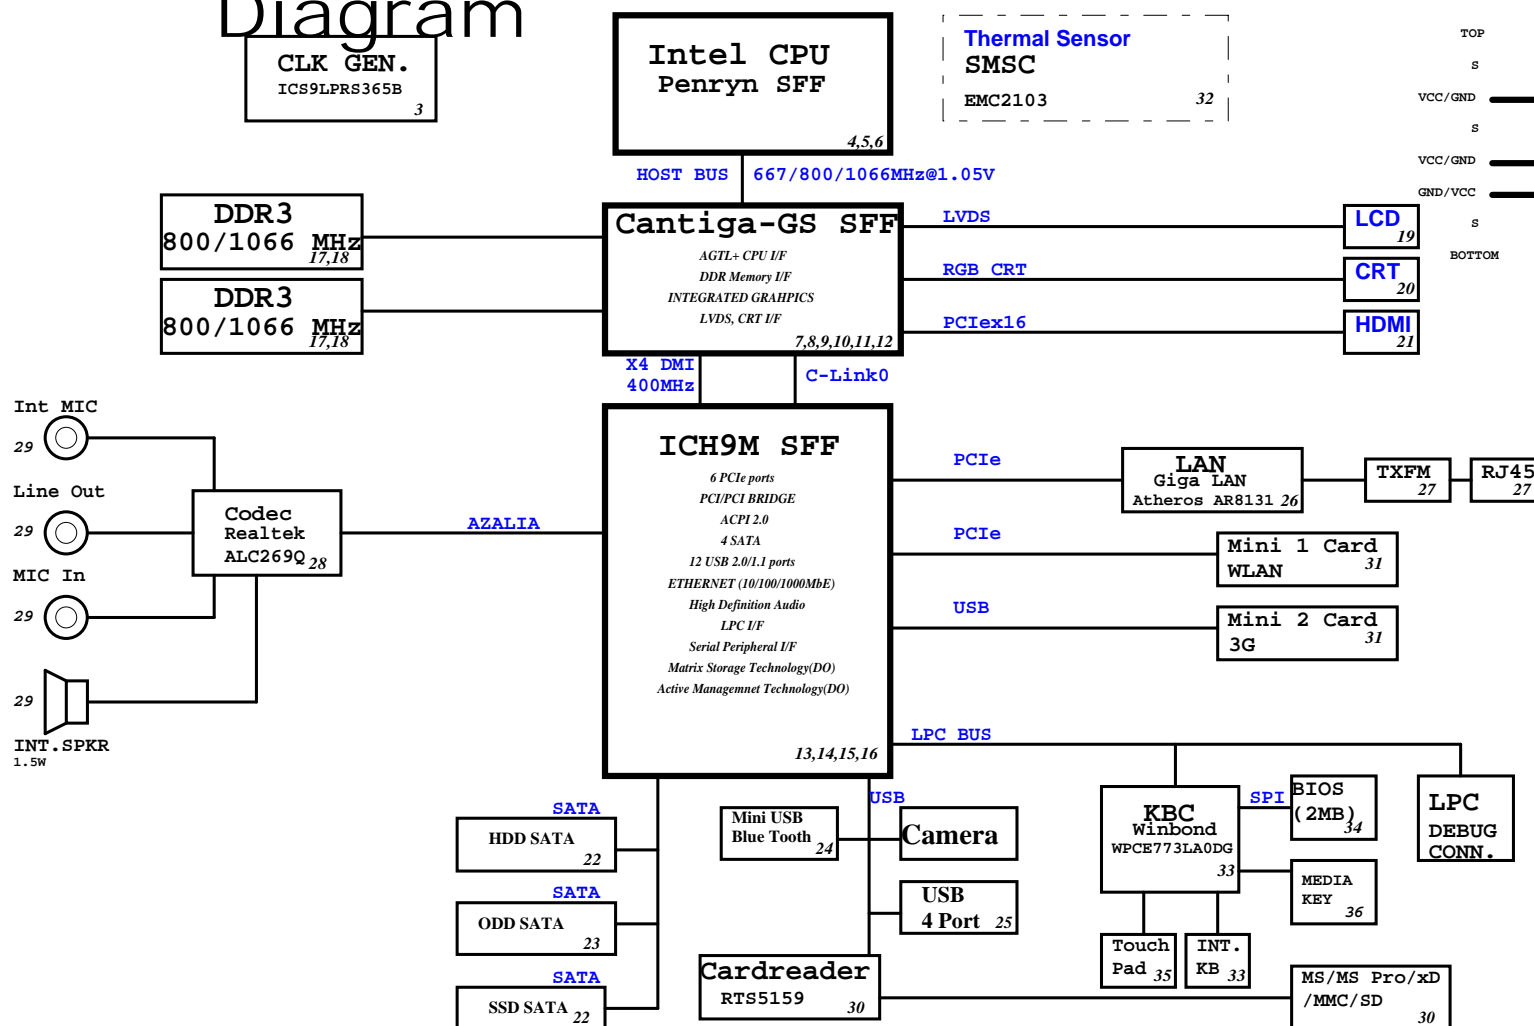 Diagram
CLK GEN.
ICS9LPRS365B
3
Intel CPU
Penryn SFF
4,5,6
Thermal Sensor
SMSC
EMC2103
32
TOP
S
VCC/GND
S
VCC/GND
GND/VCC
S
BOTTOM
HOST BUS
667/800/1066MHz@1.05V
DDR3
800/1066 MHz
17,18
DDR3
800/1066 MHz
17,18
Cantiga-GS SFF
AGTL+ CPU I/F
DDR Memory I/F
INTEGRATED GRAHPICS
LVDS, CRT I/F
7,8,9,10,11,12
LVDS
LCD
19
RGB CRT
CRT
20
PCIex16
HDMI
21
X4 DMI
400MHz
C-Link0
Int MIC
29
Line Out
29
MIC In
29
29
INT.SPKR
1.5W
Codec
Realtek
ALC269Q
28
AZALIA
ICH9M SFF
6 PCIe ports
PCI/PCI BRIDGE
ACPI 2.0
4 SATA
12 USB 2.0/1.1 ports
ETHERNET (10/100/1000MbE)
High Definition Audio
LPC I/F
Serial Peripheral I/F
Matrix Storage Technology(DO)
Active Managemnet Technology(DO)
13,14,15,16
PCIe
LAN
Giga LAN
Atheros AR8131
26
TXFM
27
RJ45
27
PCIe
Mini 1 Card
WLAN
31
USB
Mini 2 Card
3G
31
LPC BUS
KBC
Winbond
WPCE773LA0DG
33
SPI
BIOS
(2MB)
34
LPC
DEBUG
CONN.
MEDIA
KEY
36
Touch
Pad
35
INT.
KB
33
SATA
HDD SATA
22
SATA
ODD SATA
23
SATA
SSD SATA
22
USB
Mini USB
Blue Tooth
24
Camera
USB
4 Port
25
Cardreader
RTS5159
30
MS/MS Pro/xD
/MMC/SD
30